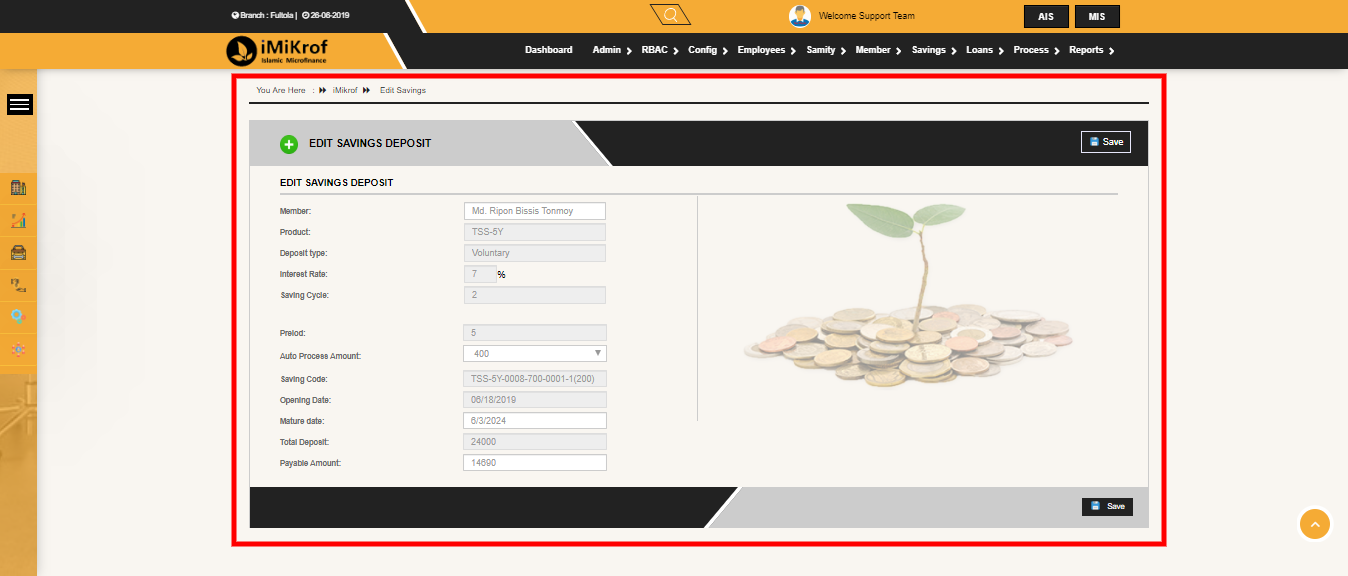 Branch : Fultola | 26-06-2019
Welcome Support Team
AIS MIS
iMiKrof
Islamic Microfinance
Dashboard Admin RBAC Config Employees Samity Member Savings Loans Process Reports
You Are Here : iMikrof Edit Savings
EDIT SAVINGS DEPOSIT
Save
EDIT SAVINGS DEPOSIT
Member: Md. Ripon Bissis Tonmoy
Product: TSS-5Y
Deposit type: Voluntary
Interest Rate: 7 %
Saving Cycle: 2
Preiod: 5
Auto Process Amount: 400
Saving Code: TSS-5Y-0008-700-0001-1(200)
Opening Date: 06/18/2019
Mature date: 6/3/2024
Total Deposit: 24000
Payable Amount: 14690
Save